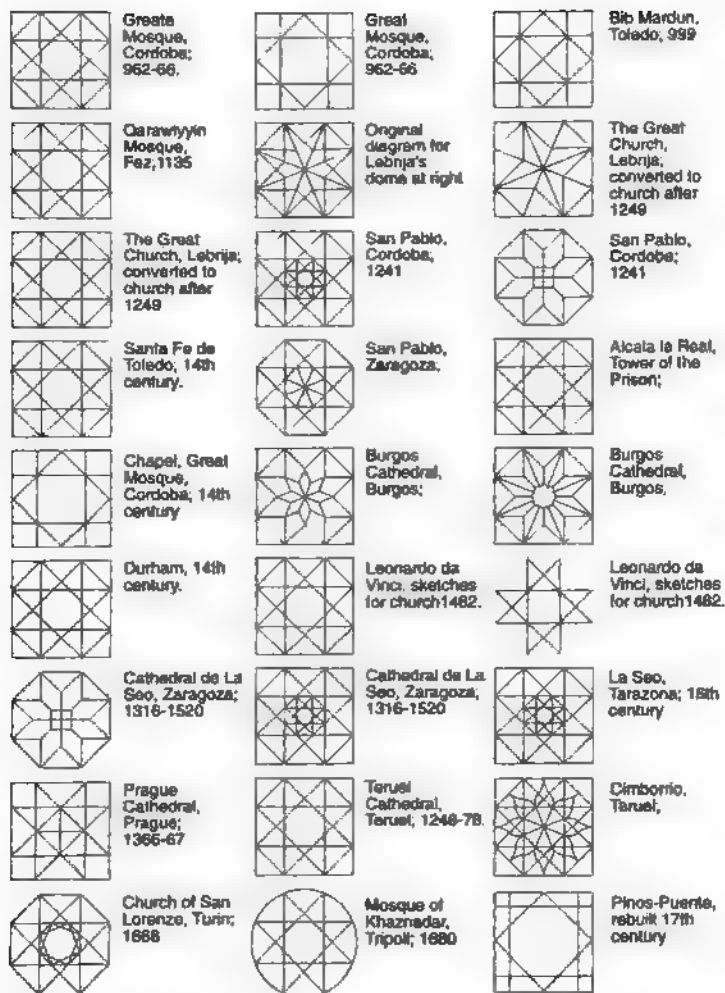 Greate
Mosque,
Cordoba;
962-66.
Great
Mosque,
Cordoba;
962-66
Bib Mardun,
Toledo; 999
Qarawiyyin
Mosque,
Fez,1135
Original
diagram for
Lebrija's
dome at right
The Great
Church,
Lebrija;
converted to
church after
1249
The Great
Church, Lebrija;
converted to
church after
1249
San Pablo,
Cordoba;
1241
San Pablo,
Cordoba;
1241
Santa Fe de
Toledo; 14th
century.
San Pablo,
Zaragoza;
Alcala la Real,
Tower of the
Prison;
Chapel, Great
Mosque,
Cordoba; 14th
century
Burgos
Cathedral,
Burgos;
Burgos
Cathedral,
Burgos,
Durham, 14th
century.
Leonardo da
Vinci, sketches
for church1482.
Leonardo da
Vinci, sketches
for church1482.
Cathedral de La
Seo, Zaragoza;
1316-1520
Cathedral de La
Seo, Zaragoza;
1316-1520
La Seo,
Tarazona; 16th
century
Prague
Cathedral,
Prague;
1366-67
Teruel
Cathedral,
Teruel; 1248-78.
Cimborrio,
Teruel,
Church of San
Lorenzo, Turin;
1668
Mosque of
Khaznadar,
Tripoli; 1680
Pinos-Puente,
rebuilt 17th
century